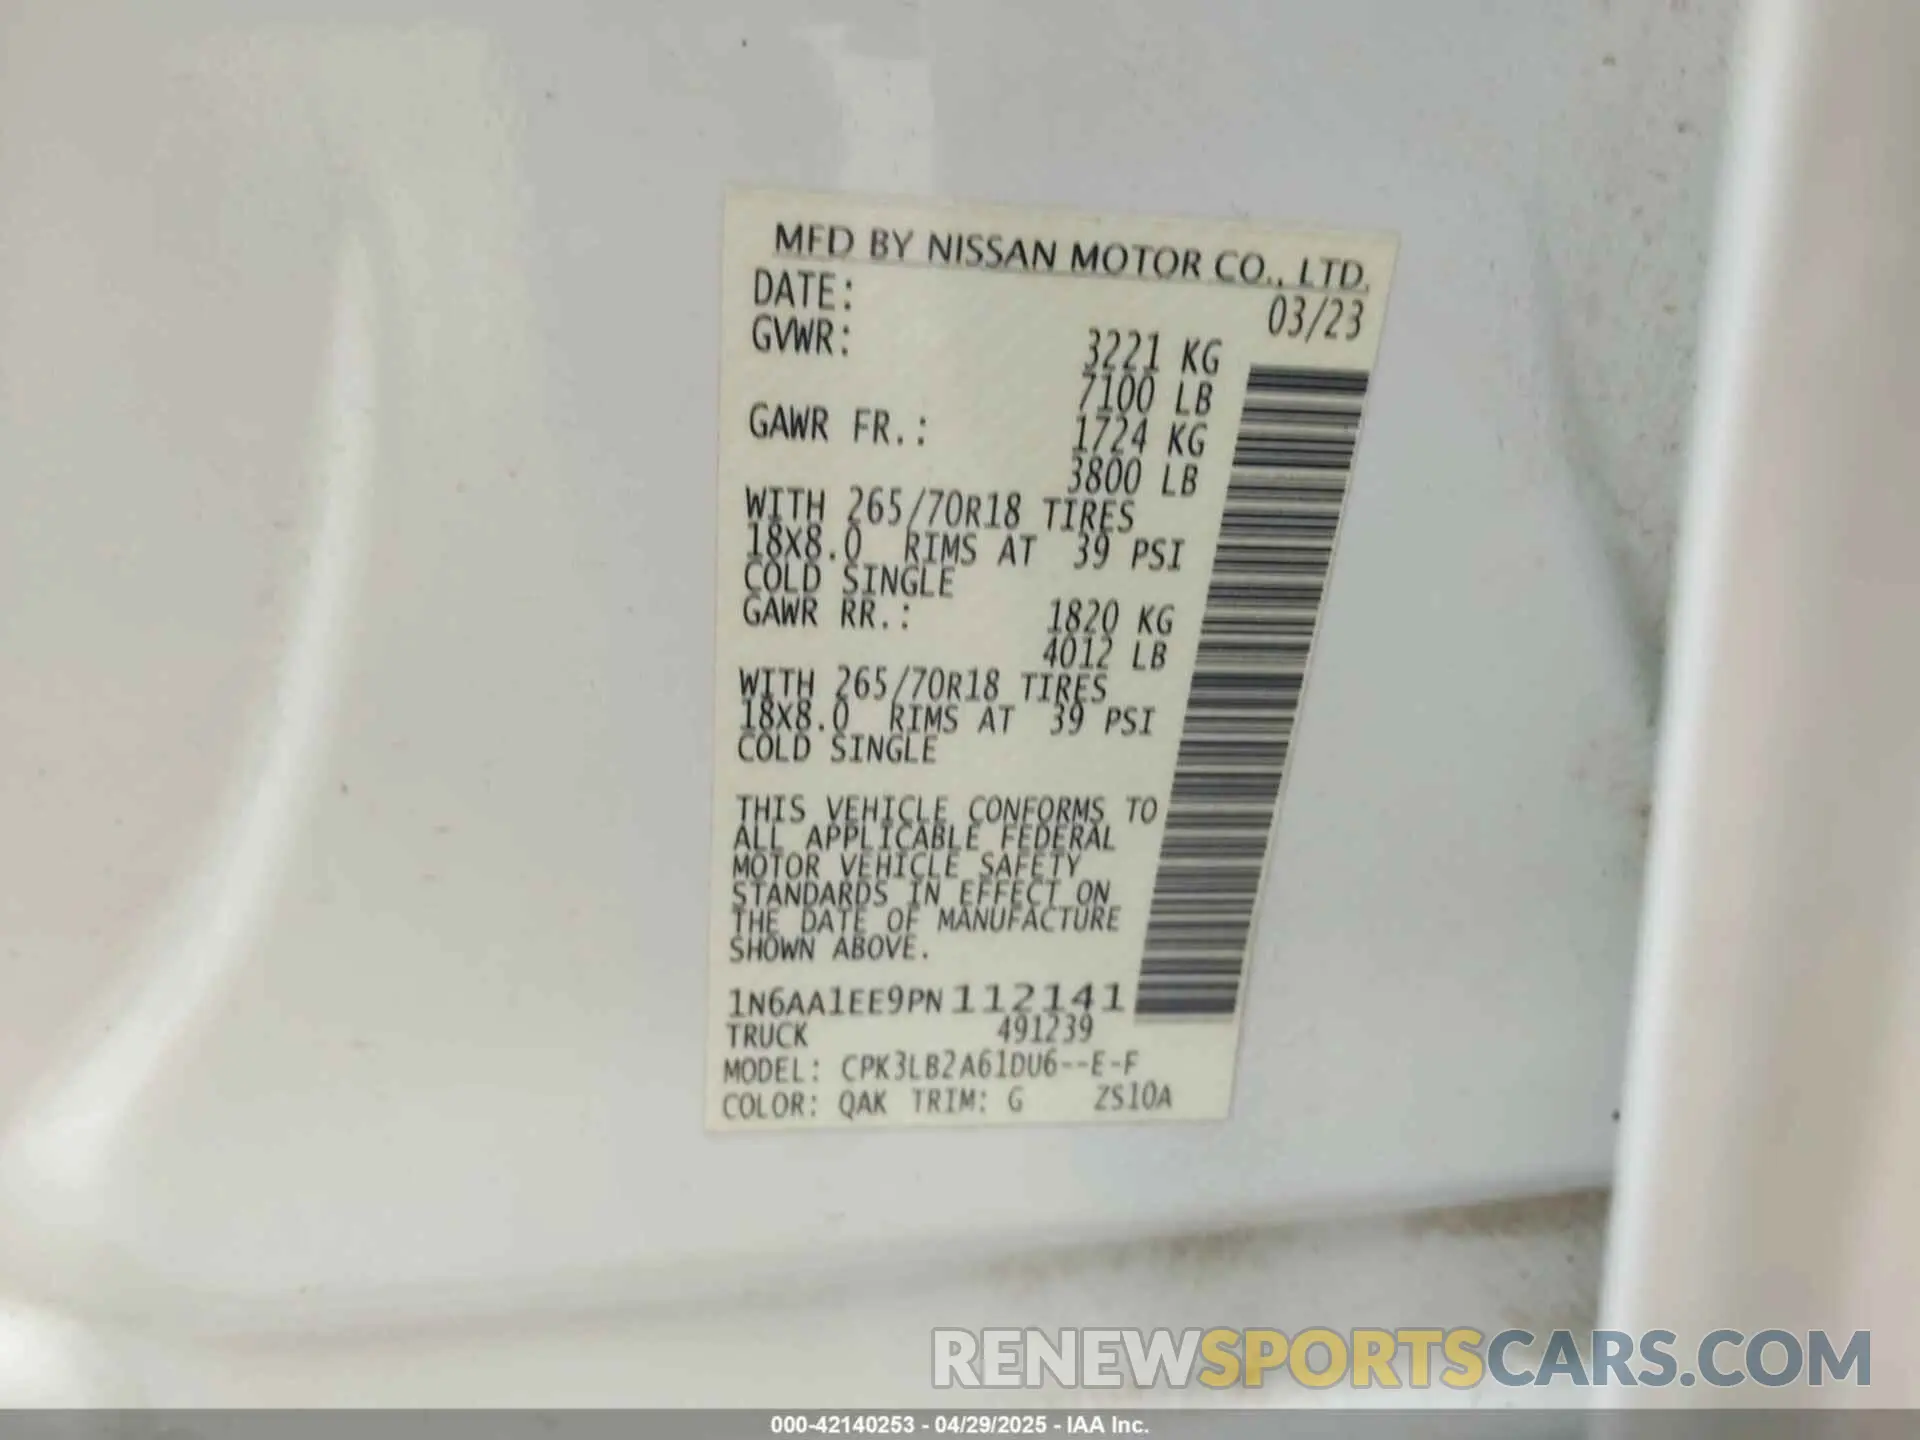 MFD BY NISSAN MOTOR CO., LTD.
DATE: 03/23
GVWR: 3221 KG
7100 LB
GAWR FR.: 1724 KG
3800 LB
WITH 265/70R18 TIRES
18X8.0 RIMS AT 39 PSI
COLD SINGLE
GAWR RR.: 1820 KG
4012 LB
WITH 265/70R18 TIRES
18X8.0 RIMS AT 39 PSI
COLD SINGLE
THIS VEHICLE CONFORMS TO
ALL APPLICABLE FEDERAL
MOTOR VEHICLE SAFETY
STANDARDS IN EFFECT ON
THE DATE OF MANUFACTURE
SHOWN ABOVE.
1N6AA1EE9PN112141
TRUCK 491239
MODEL: CPK3LB2A61DU6--E-F
COLOR: QAK TRIM: G ZS10A
RENEWSPORTSCARS.COM
000-42140253 - 04/29/2025 - IAA Inc.